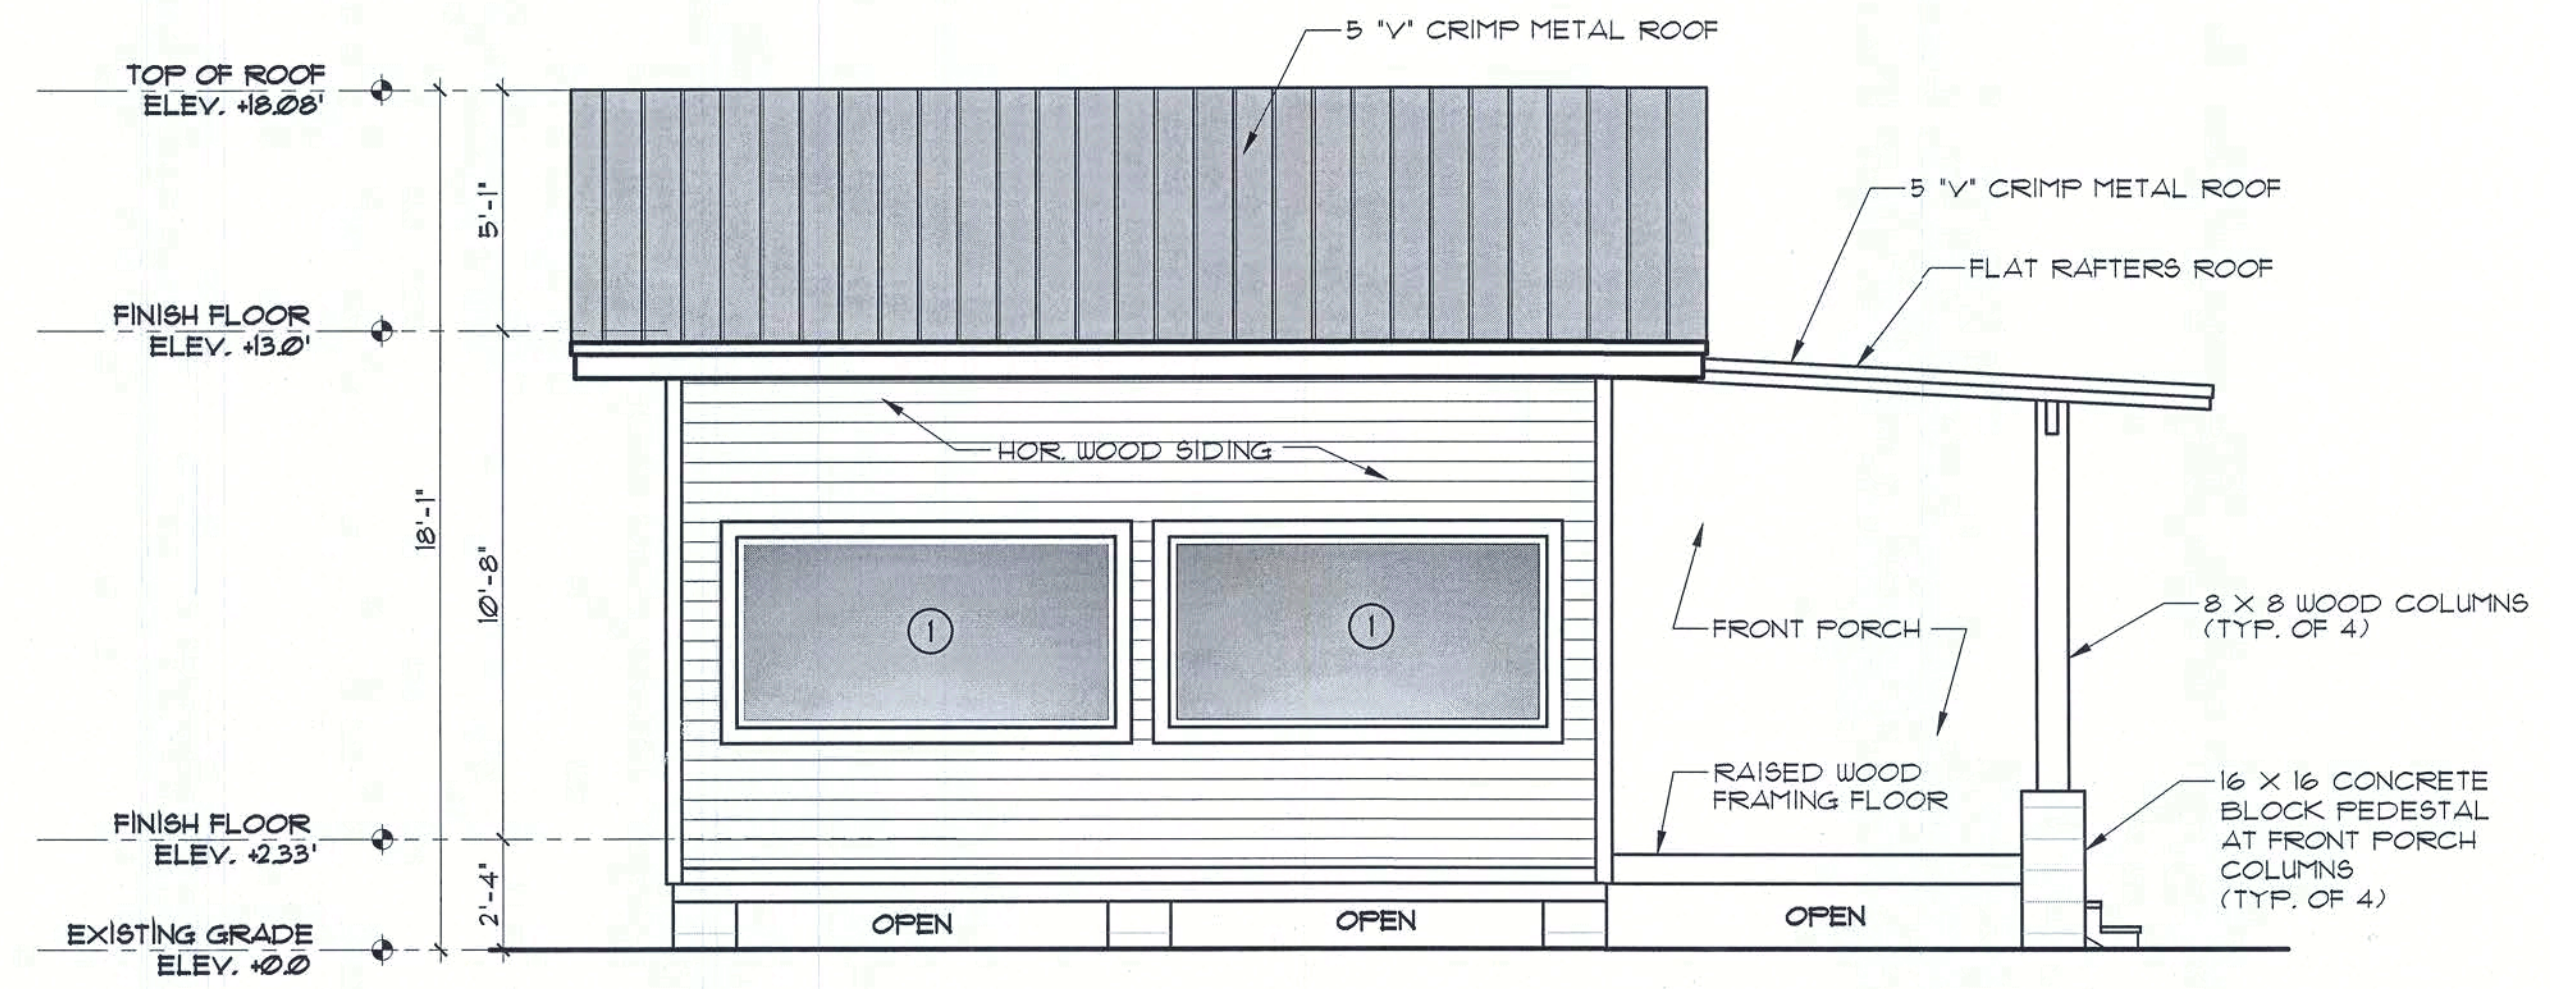 5 "V" CRIMP METAL ROOF
TOP OF ROOF
ELEV. +18.08'
5'-1"
5 "V" CRIMP METAL ROOF
FLAT RAFTERS ROOF
FINISH FLOOR
ELEV. +13.0'
HOR. WOOD SIDING
18'-1"
10'-8"
1
1
FRONT PORCH
8 X 8 WOOD COLUMNS
(TYP. OF 4)
RAISED WOOD
FRAMING FLOOR
16 X 16 CONCRETE
BLOCK PEDESTAL
AT FRONT PORCH
COLUMNS
(TYP. OF 4)
FINISH FLOOR
ELEV. +2.33'
2'-4"
OPEN
OPEN
OPEN
EXISTING GRADE
ELEV. +0.0